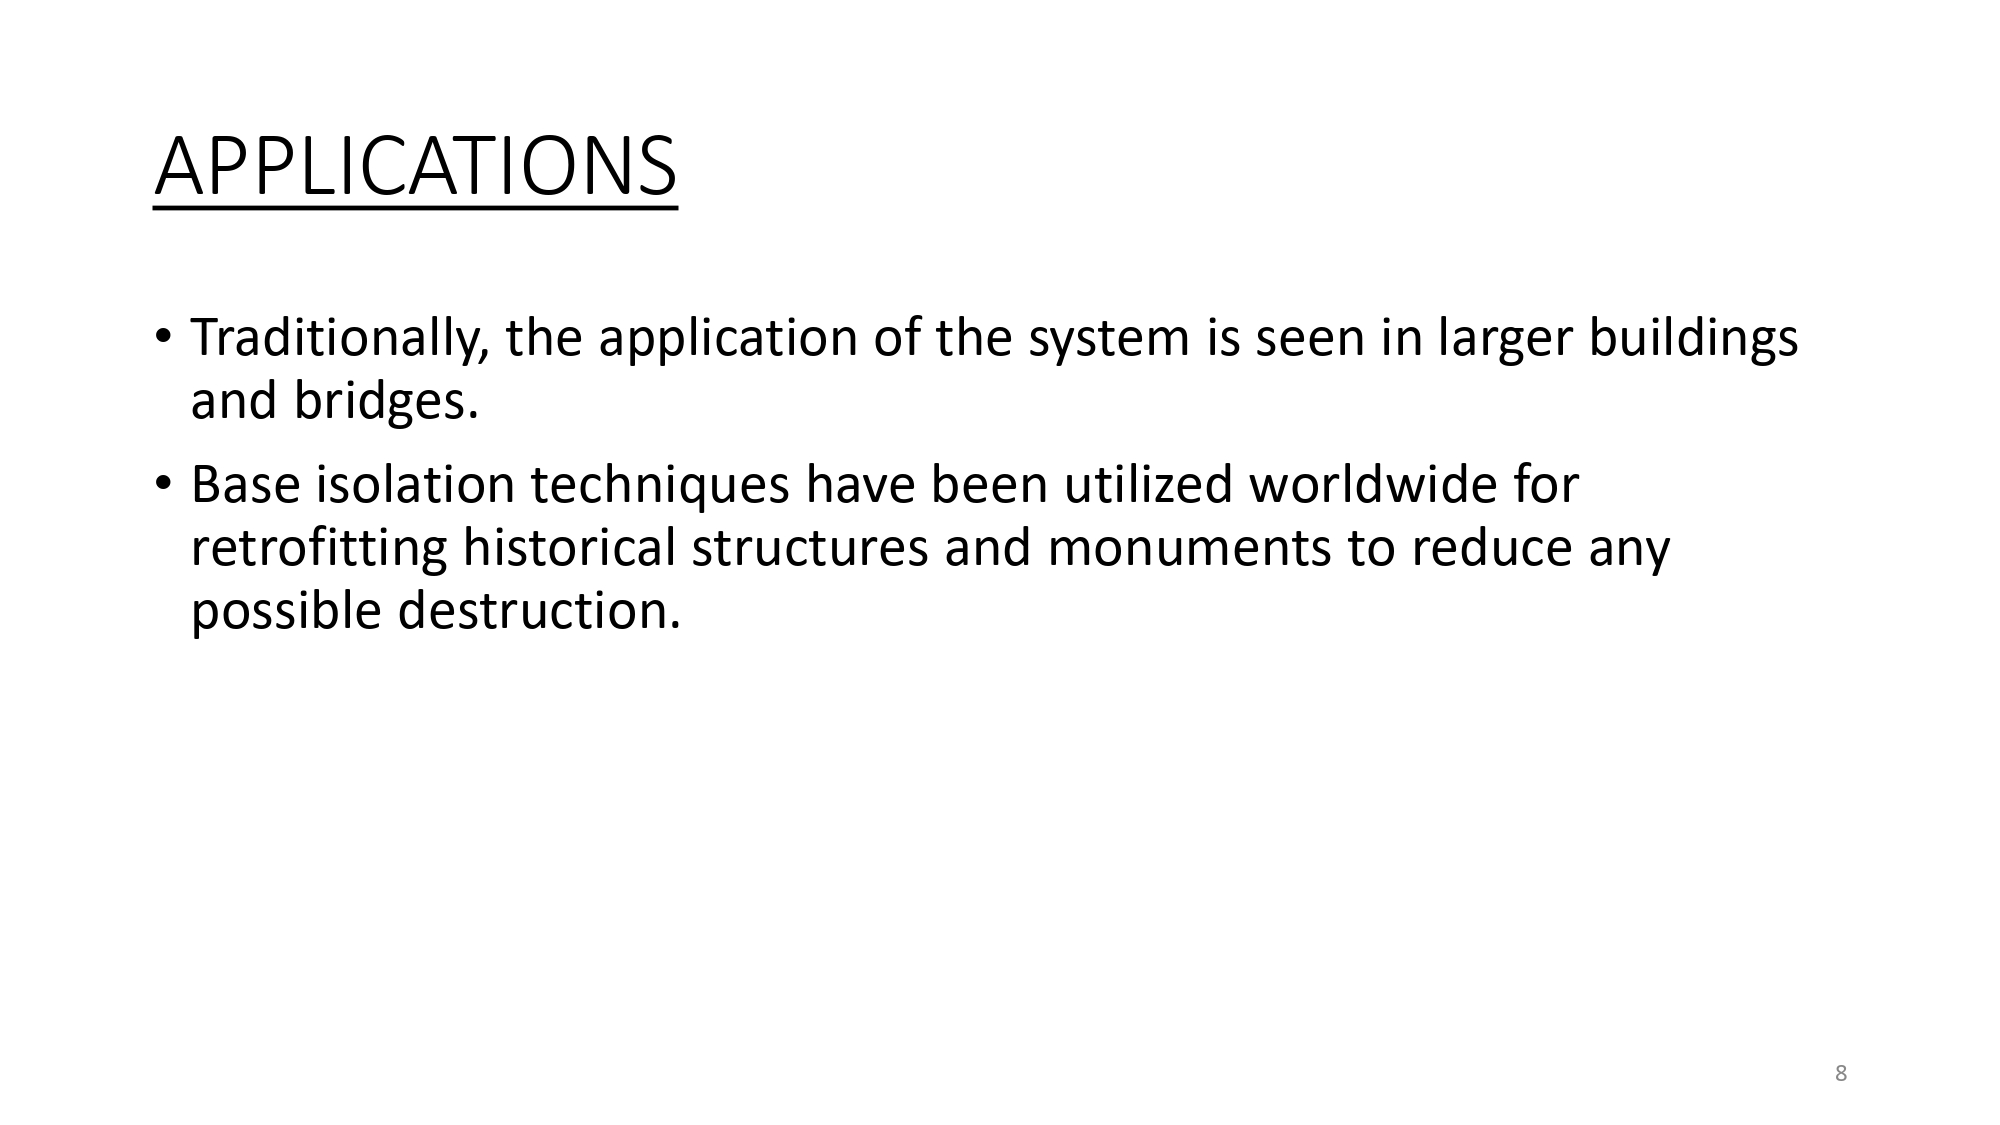 APPLICATIONS
• Traditionally, the application of the system is seen in larger buildings
and bridges.
• Base isolation techniques have been utilized worldwide for
retrofitting historical structures and monuments to reduce any
possible destruction.
8